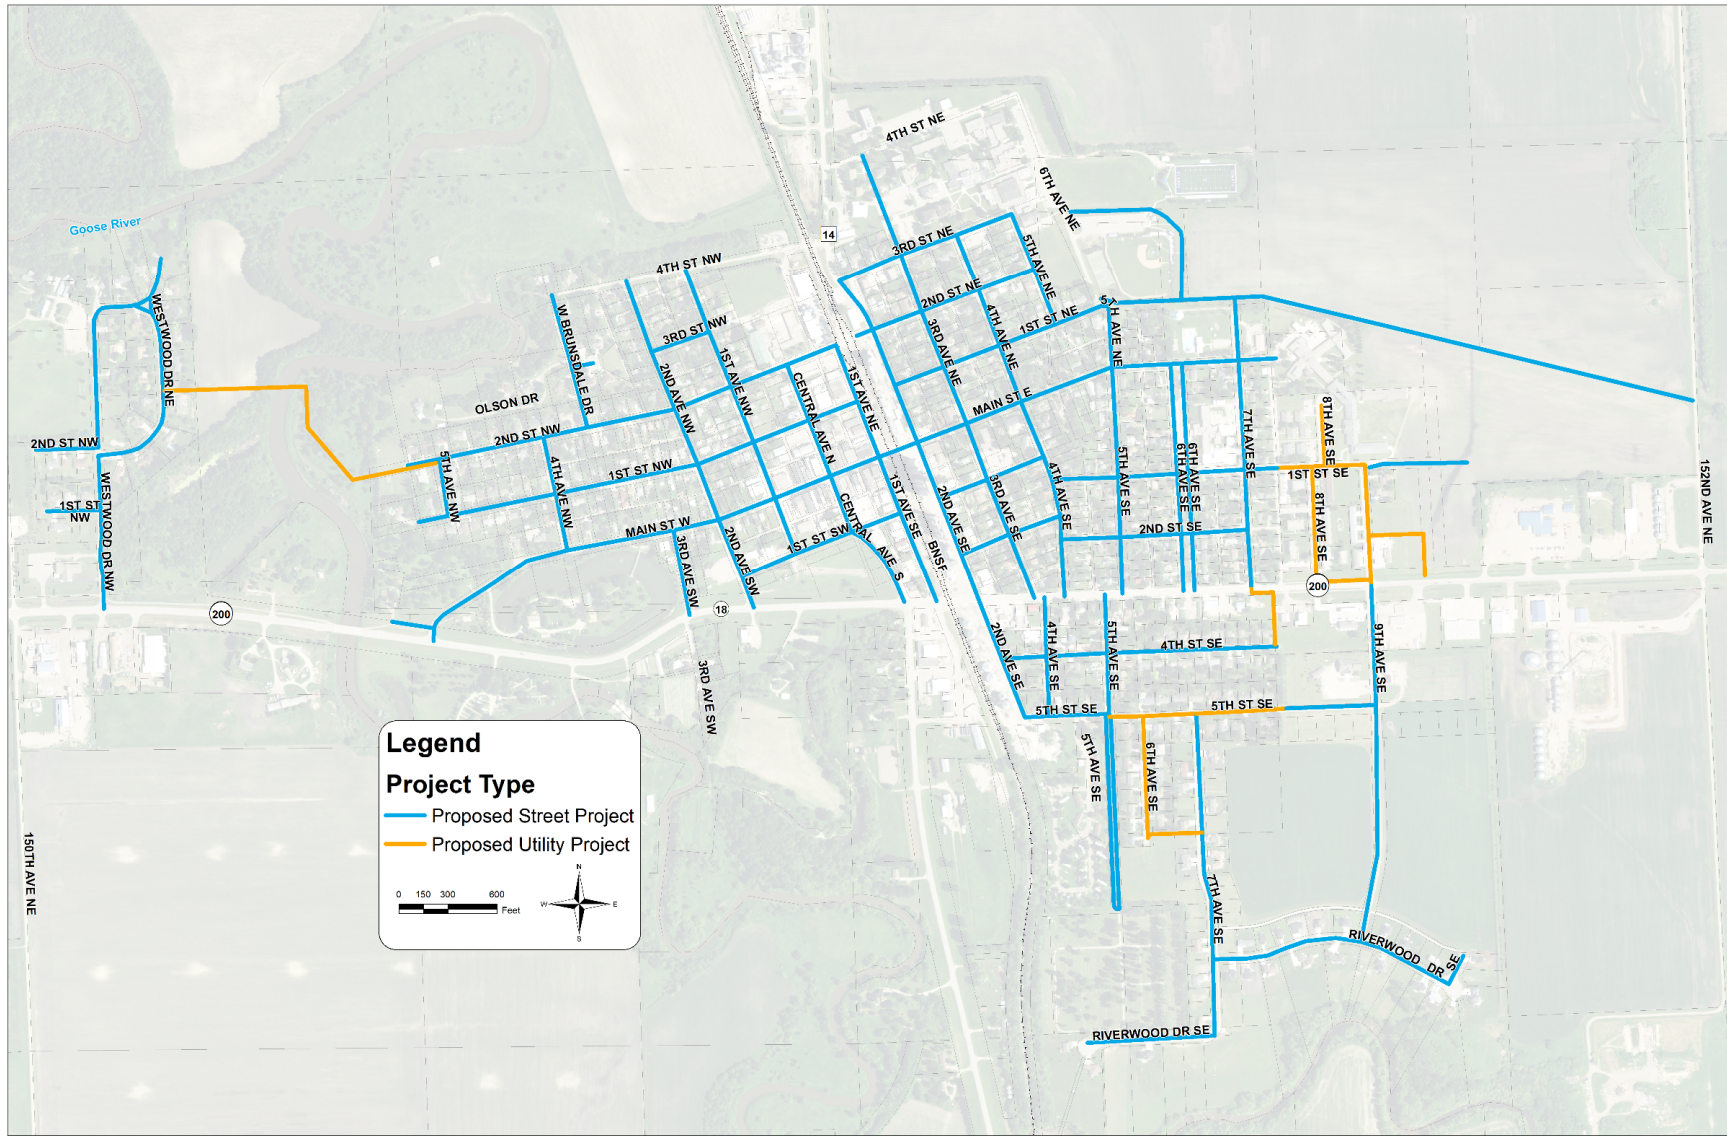 4TH ST NE
6TH AVE NE
Goose River
14
3RD ST NE
5TH AVE NE
4TH ST NW
2ND ST NE
WESTWOOD DR NE
W BRUNSDALE DR
3RD ST NW
1ST ST NE
5TH AVE NE
3RD AVE NE
4TH AVE NE
1ST AVE NW
2ND AVE NW
CENTRAL AVE N
1ST AVE NE
OLSON DR
MAIN ST E
2ND ST NW
2ND ST NW
7TH AVE SE
8TH AVE SE
5TH AVE NW
4TH AVE NW
1ST ST NW
5TH AVE SE
6TH AVE SE
6TH AVE SE
1ST ST SE
152ND AVE NE
1ST ST
NW
WESTWOOD DR NW
MAIN ST W
CENTRAL AVE S
1ST AVE SE
2ND AVE SE
3RD AVE SE
4TH AVE SE
8TH AVE SE
2ND ST SE
3RD AVE SW
2ND AVE SW
1ST ST SW
BNSF
200
200
18
2ND AVE SE
4TH AVE SE
5TH AVE SE
4TH ST SE
9TH AVE SE
3RD AVE SW
5TH ST SE
5TH ST SE
5TH AVE SE
6TH AVE SE
Legend
Project Type
Proposed Street Project
Proposed Utility Project
N
W
E
S
0 150 300 600
Feet
150TH AVE NE
7TH AVE SE
RIVERWOOD DR SE
RIVERWOOD DR SE